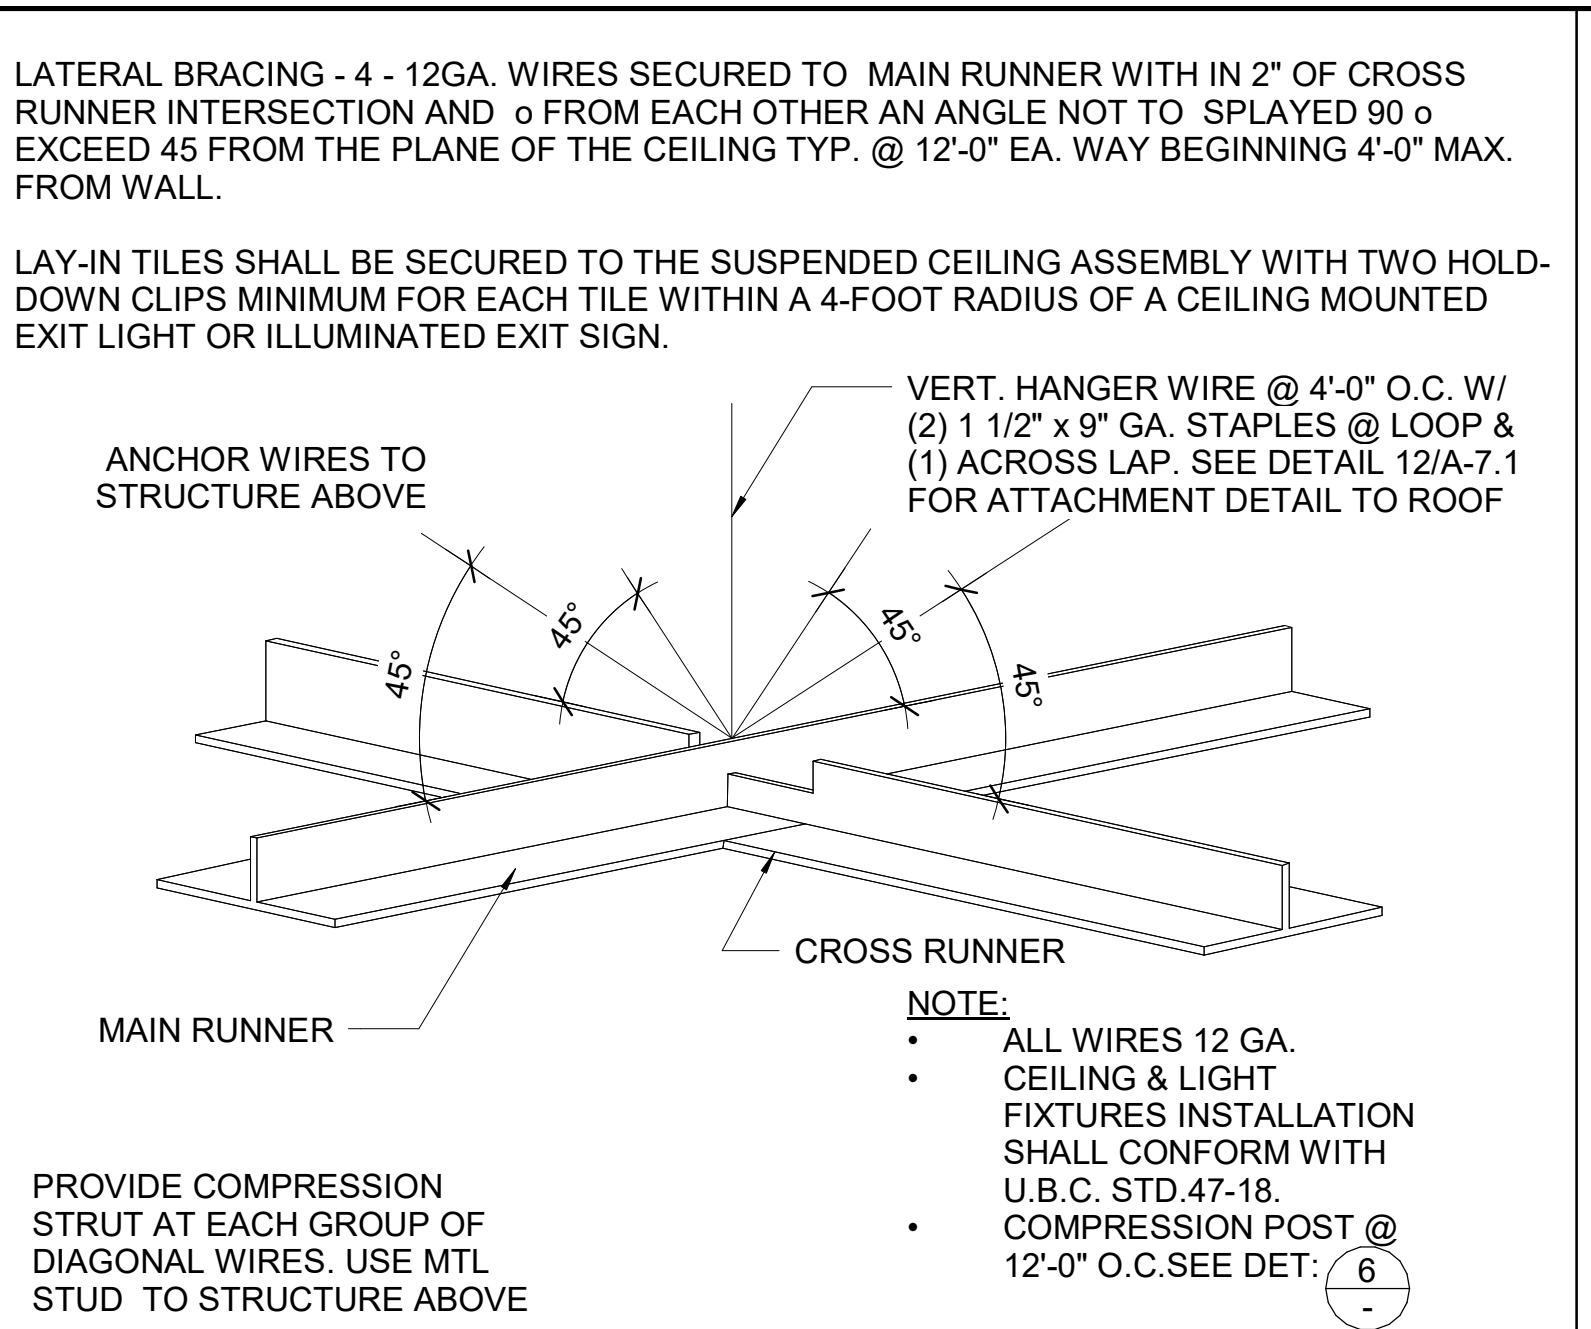 LATERAL BRACING - 4 - 12GA. WIRES SECURED TO MAIN RUNNER WITH IN 2" OF CROSS
RUNNER INTERSECTION AND o FROM EACH OTHER AN ANGLE NOT TO SPLAYED 90 o
EXCEED 45 FROM THE PLANE OF THE CEILING TYP. @ 12'-0" EA. WAY BEGINNING 4'-0" MAX.
FROM WALL.
LAY-IN TILES SHALL BE SECURED TO THE SUSPENDED CEILING ASSEMBLY WITH TWO HOLD-
DOWN CLIPS MINIMUM FOR EACH TILE WITHIN A 4-FOOT RADIUS OF A CEILING MOUNTED
EXIT LIGHT OR ILLUMINATED EXIT SIGN.
VERT. HANGER WIRE @ 4'-0" O.C. W/
(2) 1 1/2" x 9" GA. STAPLES @ LOOP &
(1) ACROSS LAP. SEE DETAIL 12/A-7.1
FOR ATTACHMENT DETAIL TO ROOF
ANCHOR WIRES TO
STRUCTURE ABOVE
45°
45°
45°
45°
CROSS RUNNER
MAIN RUNNER
NOTE:
• ALL WIRES 12 GA.
• CEILING & LIGHT
FIXTURES INSTALLATION
SHALL CONFORM WITH
U.B.C. STD.47-18.
• COMPRESSION POST @
12'-0" O.C.SEE DET:
6
-
PROVIDE COMPRESSION
STRUT AT EACH GROUP OF
DIAGONAL WIRES. USE MTL
STUD TO STRUCTURE ABOVE